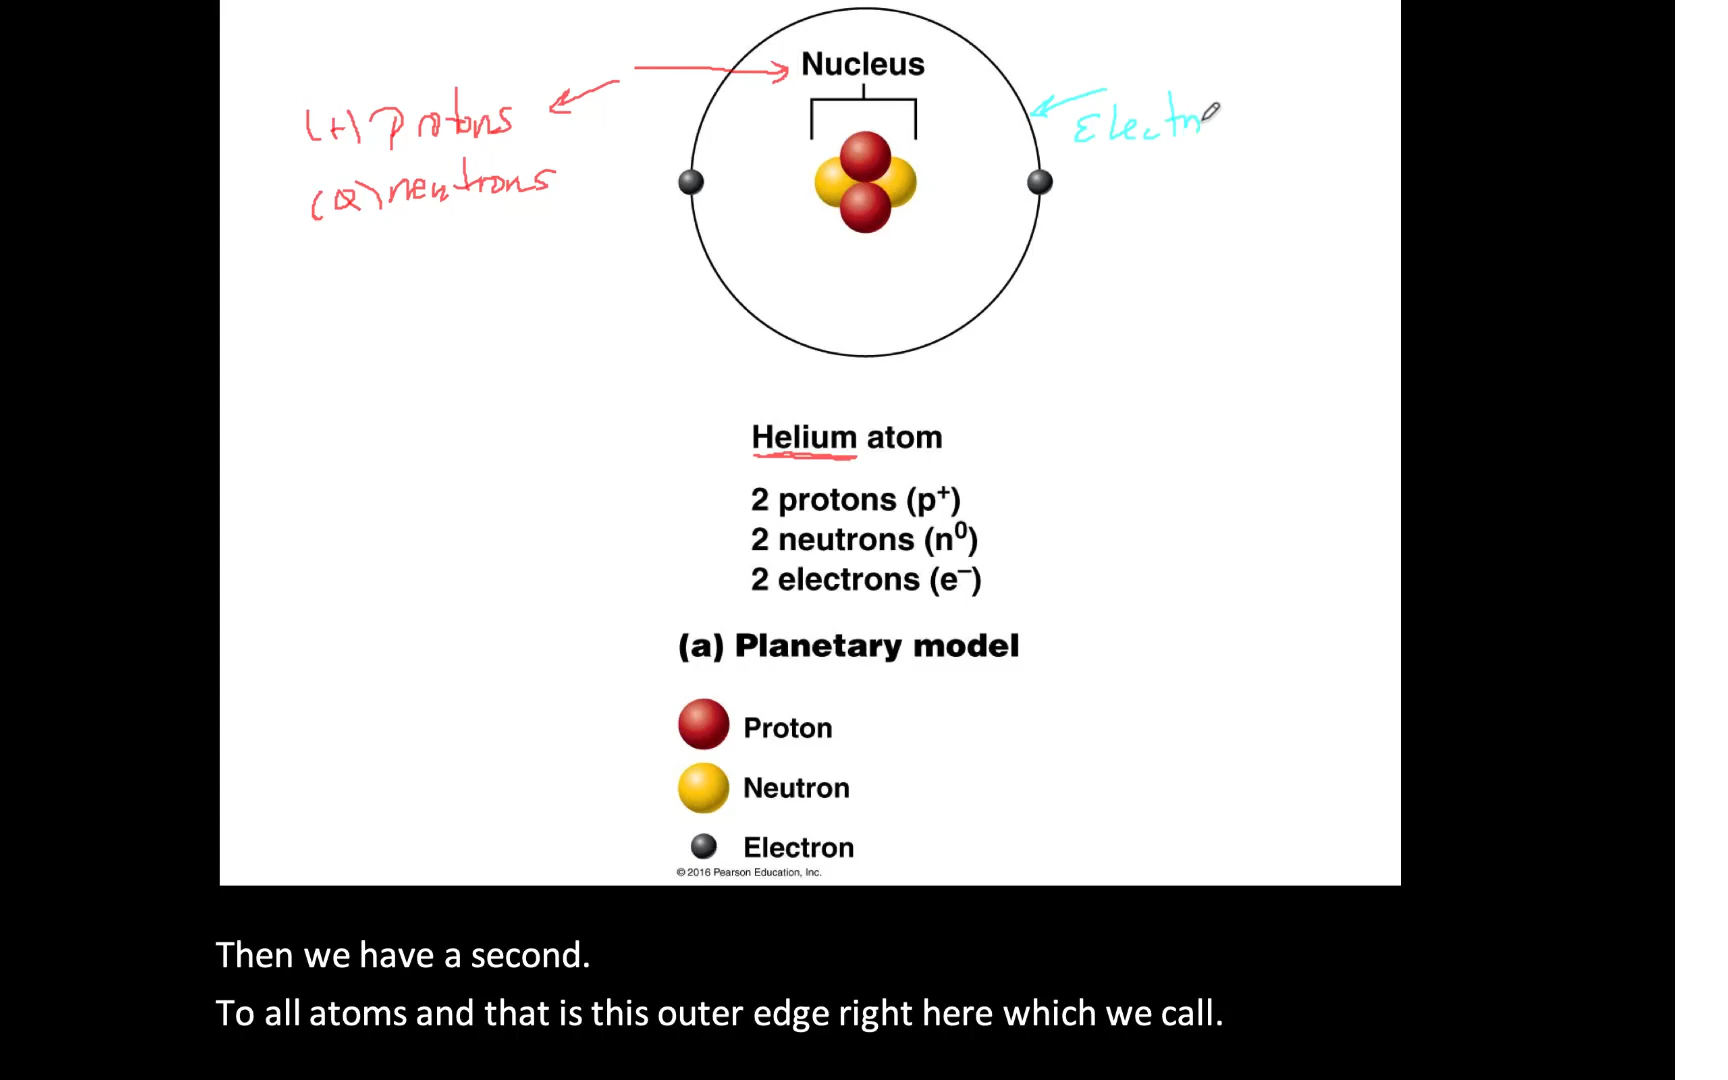 Nucleus
(+) Protons
(0) neutrons
Electr
Helium atom
2 protons (p⁺)
2 neutrons (n⁰)
2 electrons (e⁻)
(a) Planetary model
Proton
Neutron
Electron
© 2016 Pearson Education, Inc.
Then we have a second.
To all atoms and that is this outer edge right here which we call.